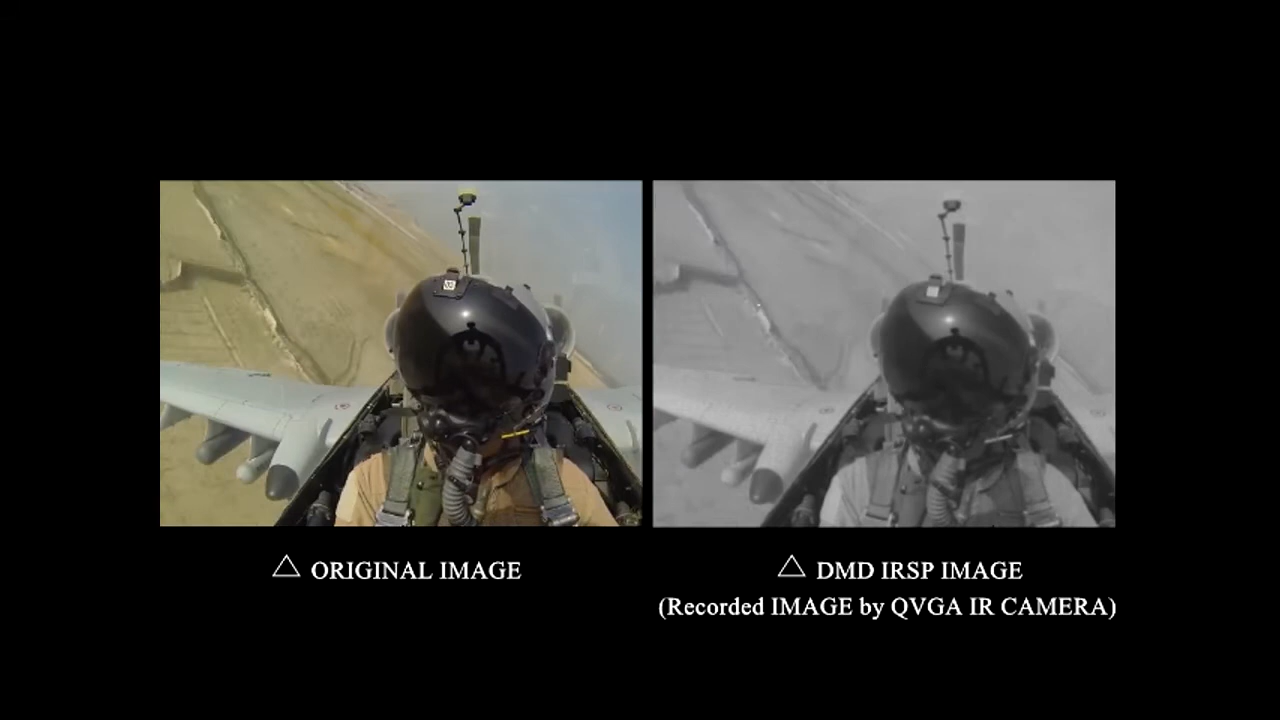 △ ORIGINAL IMAGE
△ DMD IRSP IMAGE
(Recorded IMAGE by QVGA IR CAMERA)